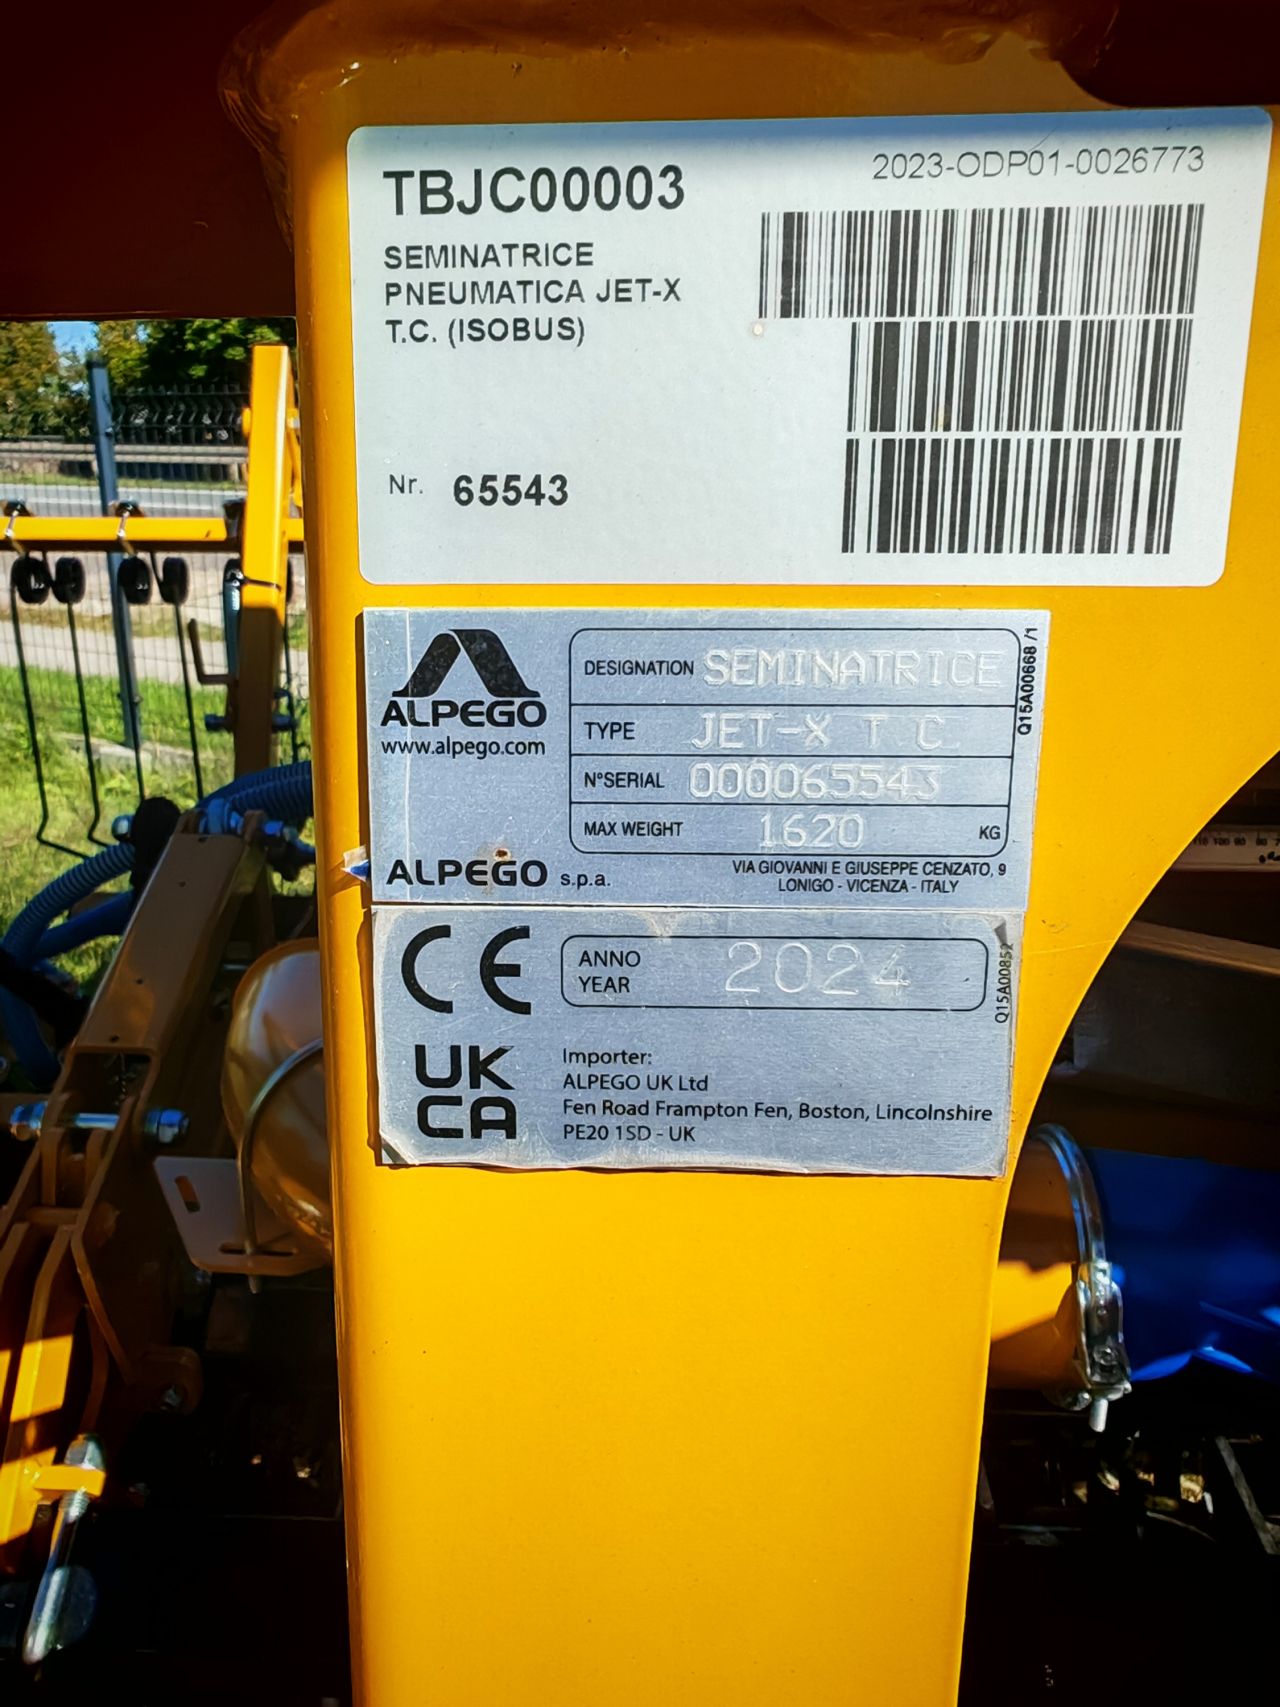 TBJC00003
2023-ODP01-0026773
SEMINATRICE
PNEUMATICA JET-X
T.C. (ISOBUS)
Nr. 65543
ALPEGO
www.alpego.com
DESIGNATION SEMINATRICE
TYPE JET-X T C
N°SERIAL 000065543
MAX WEIGHT 1620 KG
Q15A00668 /1
ALPEGO s.p.a.
VIA GIOVANNI E GIUSEPPE CENZATO, 9
LONIGO - VICENZA - ITALY
CE
ANNO
YEAR
2024
Q15A00852
UK
CA
Importer:
ALPEGO UK Ltd
Fen Road Frampton Fen, Boston, Lincolnshire
PE20 1SD - UK